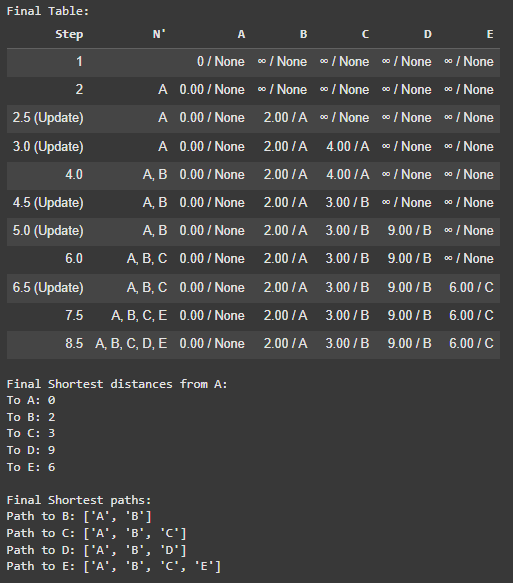 Final Table:
Step N' A B C D E
1 0 / None ∞ / None ∞ / None ∞ / None ∞ / None
2 A 0.00 / None ∞ / None ∞ / None ∞ / None ∞ / None
2.5 (Update) A 0.00 / None 2.00 / A ∞ / None ∞ / None ∞ / None
3.0 (Update) A 0.00 / None 2.00 / A 4.00 / A ∞ / None ∞ / None
4.0 A, B 0.00 / None 2.00 / A 4.00 / A ∞ / None ∞ / None
4.5 (Update) A, B 0.00 / None 2.00 / A 3.00 / B ∞ / None ∞ / None
5.0 (Update) A, B 0.00 / None 2.00 / A 3.00 / B 9.00 / B ∞ / None
6.0 A, B, C 0.00 / None 2.00 / A 3.00 / B 9.00 / B ∞ / None
6.5 (Update) A, B, C 0.00 / None 2.00 / A 3.00 / B 9.00 / B 6.00 / C
7.5 A, B, C, E 0.00 / None 2.00 / A 3.00 / B 9.00 / B 6.00 / C
8.5 A, B, C, D, E 0.00 / None 2.00 / A 3.00 / B 9.00 / B 6.00 / C
Final Shortest distances from A:
To A: 0
To B: 2
To C: 3
To D: 9
To E: 6
Final Shortest paths:
Path to B: ['A', 'B']
Path to C: ['A', 'B', 'C']
Path to D: ['A', 'B', 'D']
Path to E: ['A', 'B', 'C', 'E']